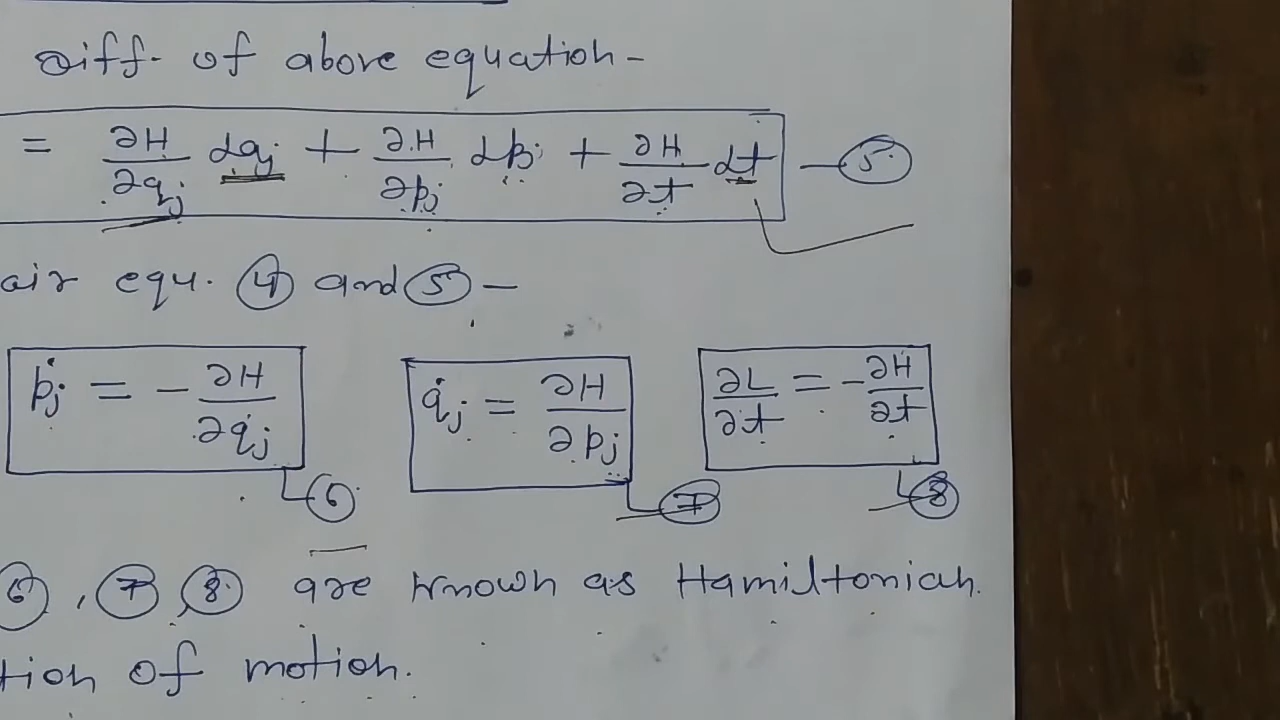 Diff. of above equation -
= ∂H/∂qj dqj + ∂H/∂pj dpj + ∂H/∂t dt — (5)
air equ. (4) and (5) —
ṗj = - ∂H/∂qj — (6) q̇j = ∂H/∂pj — (7) ∂L/∂t = - ∂H/∂t — (8)
(6), (7), (8) are known as Hamiltonian.
tion of motion.